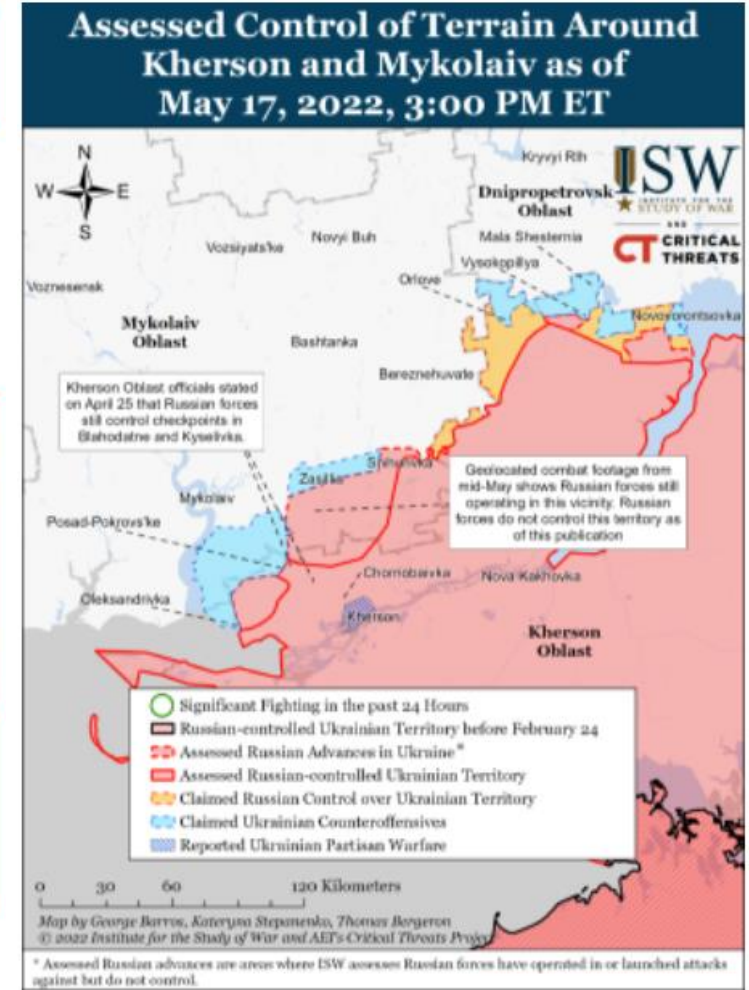 Assessed Control of Terrain Around
Kherson and Mykolaiv as of
May 17, 2022, 3:00 PM ET
N
W E
S
ISW
INSTITUTE FOR THE
STUDY OF WAR
AND
CT CRITICAL
THREATS
Kryvyi Rih
Dnipropetrovsk
Oblast
Mala Shesternia
Vysokopillya
Novyi Buh
Vozsiyats'ke
Orlove
Voznesensk
Novovorontsovka
Mykolaiv
Oblast
Bashtanka
Bereznehuvate
Kherson Oblast officials stated
on April 25 that Russian forces
still control checkpoints in
Blahodatne and Kyselivka.
Snihurivka
Zasillia
Geolocated combat footage from
mid-May shows Russian forces still
operating in this vicinity. Russian
forces do not control this territory as
of this publication
Mykolaiv
Posad-Pokrovs'ke
Chornobaivka
Nova Kakhovka
Oleksandrivka
Kherson
Kherson
Oblast
Significant Fighting in the past 24 Hours
Russian-controlled Ukrainian Territory before February 24
Assessed Russian Advances in Ukraine*
Assessed Russian-controlled Ukrainian Territory
Claimed Russian Control over Ukrainian Territory
Claimed Ukrainian Counteroffensives
Reported Ukrainian Partisan Warfare
0 30 60 120 Kilometers
Map by George Barros, Kateryna Stepanenko, Thomas Bergeron
© 2022 Institute for the Study of War and AEI's Critical Threats Project
* Assessed Russian advances are areas where ISW assesses Russian forces have operated in or launched attacks
against but do not control.